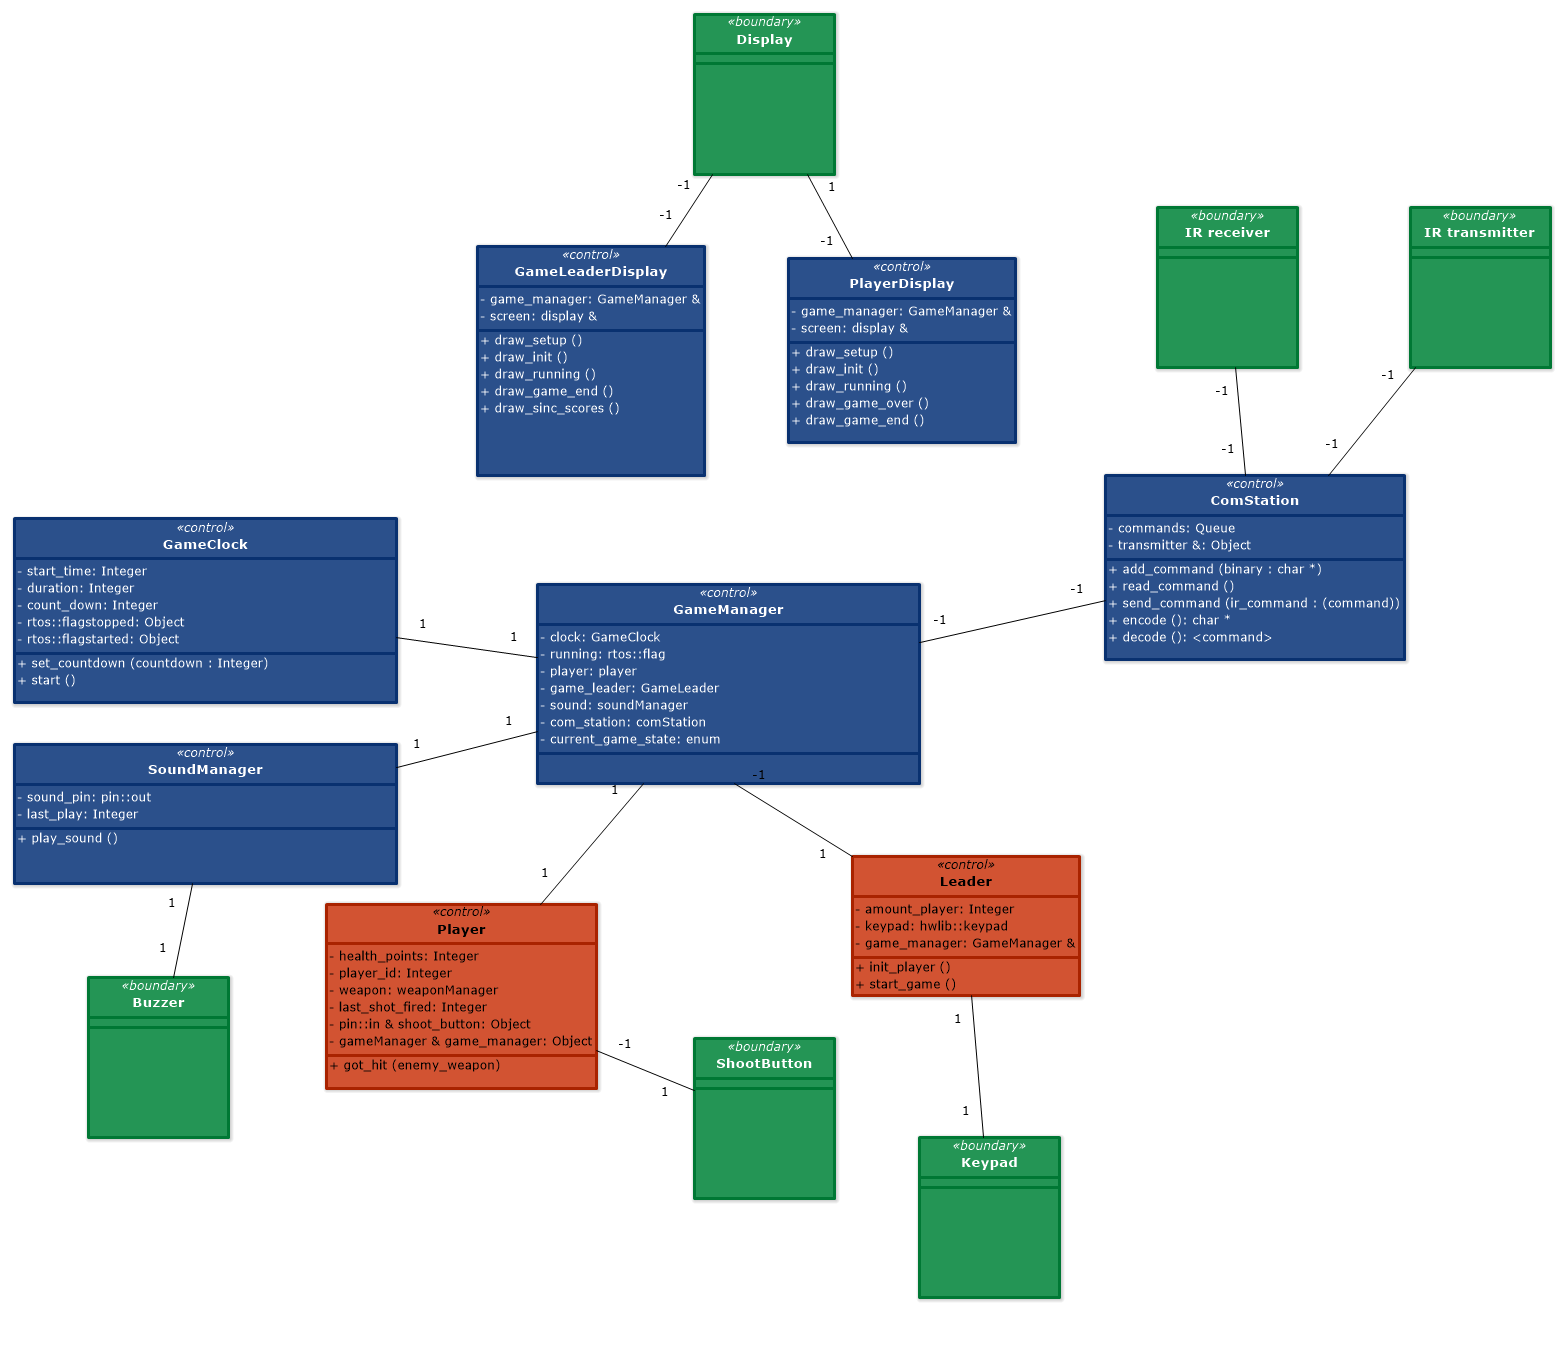 «boundary»
Display
-1
1
-1
-1
«control»
GameLeaderDisplay
- game_manager: GameManager &
- screen: display &
+ draw_setup ()
+ draw_init ()
+ draw_running ()
+ draw_game_end ()
+ draw_sinc_scores ()
«control»
PlayerDisplay
- game_manager: GameManager &
- screen: display &
+ draw_setup ()
+ draw_init ()
+ draw_running ()
+ draw_game_over ()
+ draw_game_end ()
«boundary»
IR receiver
«boundary»
IR transmitter
-1
-1
-1
-1
«control»
ComStation
- commands: Queue
- transmitter &: Object
+ add_command (binary : char *)
+ read_command ()
+ send_command (ir_command : (command))
+ encode (): char *
+ decode (): <command>
«control»
GameClock
- start_time: Integer
- duration: Integer
- count_down: Integer
- rtos::flagstopped: Object
- rtos::flagstarted: Object
+ set_countdown (countdown : Integer)
+ start ()
1
1
«control»
GameManager
- clock: GameClock
- running: rtos::flag
- player: player
- game_leader: GameLeader
- sound: soundManager
- com_station: comStation
- current_game_state: enum
-1
-1
1
1
«control»
SoundManager
- sound_pin: pin::out
- last_play: Integer
+ play_sound ()
1
-1
1
1
1
1
«control»
Player
- health_points: Integer
- player_id: Integer
- weapon: weaponManager
- last_shot_fired: Integer
- pin::in & shoot_button: Object
- gameManager & game_manager: Object
+ got_hit (enemy_weapon)
«control»
Leader
- amount_player: Integer
- keypad: hwlib::keypad
- game_manager: GameManager &
+ init_player ()
+ start_game ()
«boundary»
Buzzer
-1
1
«boundary»
ShootButton
1
1
«boundary»
Keypad